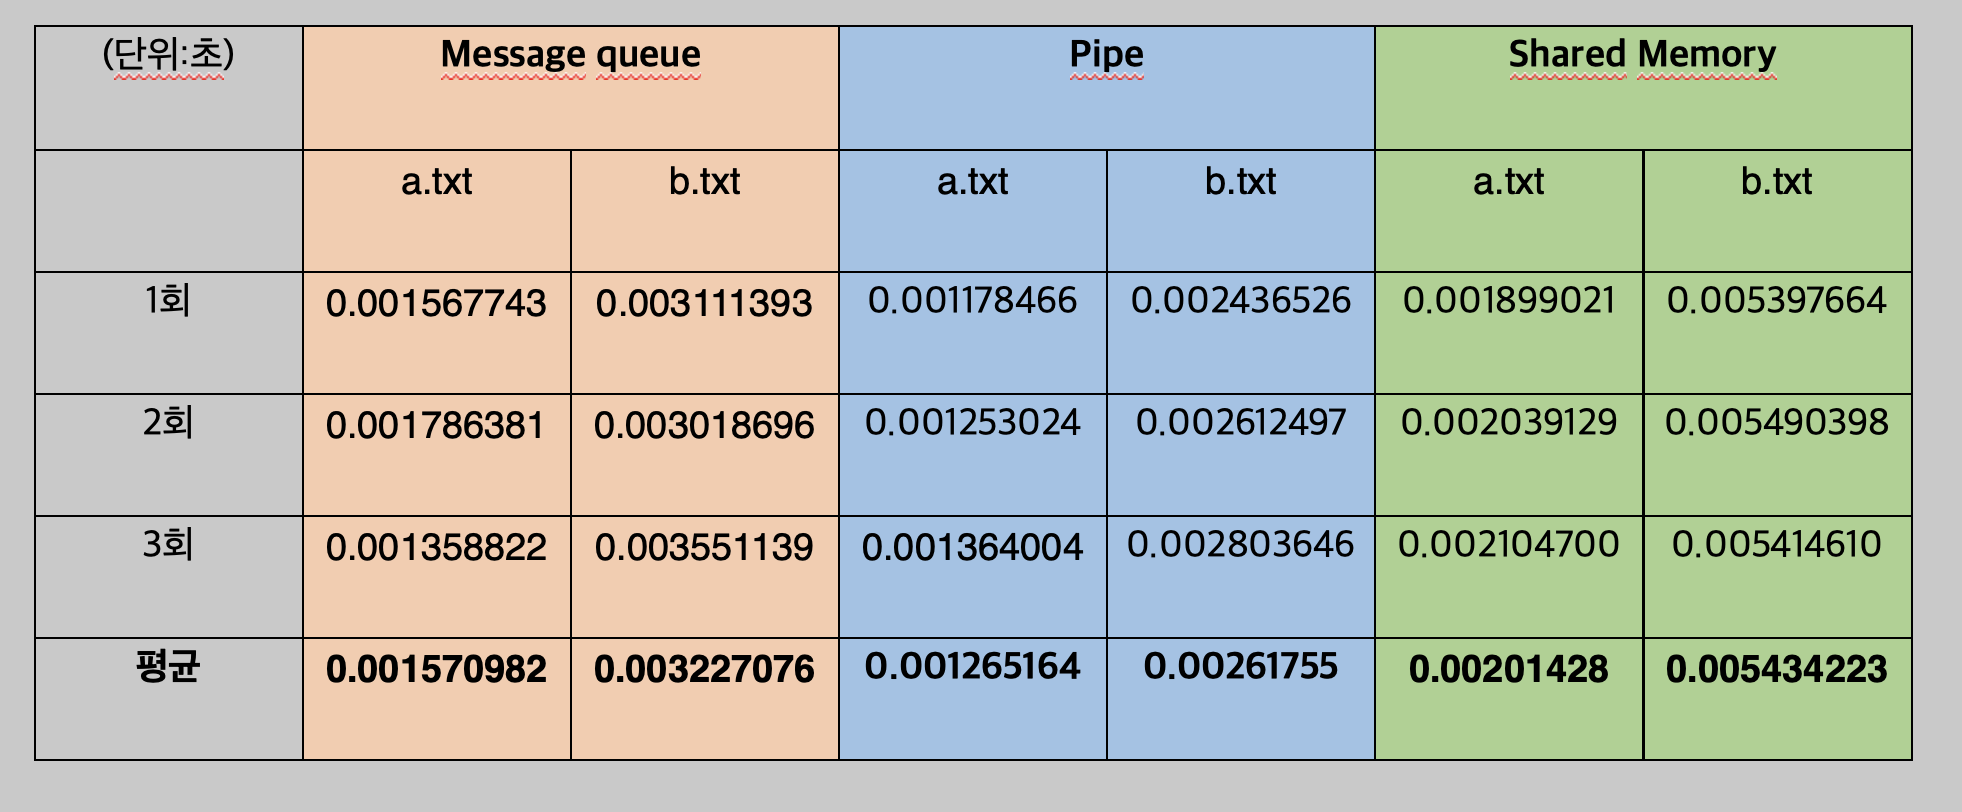 (단위:초) Message queue Pipe Shared Memory
a.txt b.txt a.txt b.txt a.txt b.txt
1회 0.001567743 0.003111393 0.001178466 0.002436526 0.001899021 0.005397664
2회 0.001786381 0.003018696 0.001253024 0.002612497 0.002039129 0.005490398
3회 0.001358822 0.003551139 0.001364004 0.002803646 0.002104700 0.005414610
평균 0.001570982 0.003227076 0.001265164 0.00261755 0.00201428 0.005434223